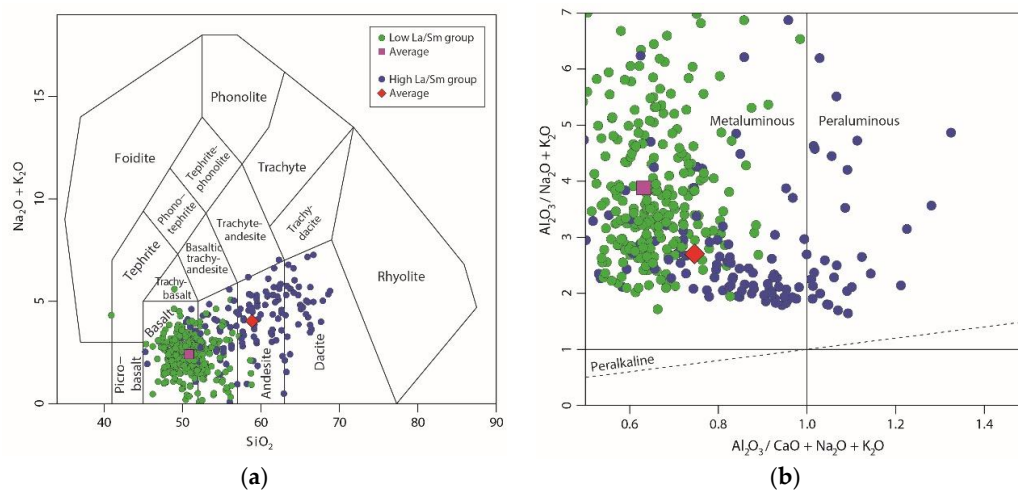 (a)
Na₂O + K₂O
15
10
5
0
40
50
60
70
80
90
SiO₂
Foidite
Phonolite
Tephrite-
phonolite
Phono–
tephrite
Tephrite
Trachyte
Trachyte-
andesite
Trachy-
dacite
Basaltic
trachy-
andesite
Trachy-
basalt
Basalt
Picro–
basalt
Andesite
Dacite
Rhyolite
Low La/Sm group
Average
High La/Sm group
Average
(b)
Al₂O₃/ Na₂O + K₂O
7
6
5
4
3
2
1
0
0.6
0.8
1.0
1.2
1.4
Al₂O₃ / CaO + Na₂O + K₂O
Metaluminous
Peraluminous
Peralkaline
(a)
(b)